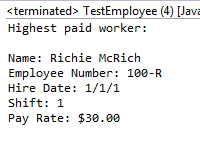 <terminated> TestEmployee (4) [Java
Highest paid worker:
Name: Richie McRich
Employee Number: 100-R
Hire Date: 1/1/1
Shift: 1
Pay Rate: $30.00